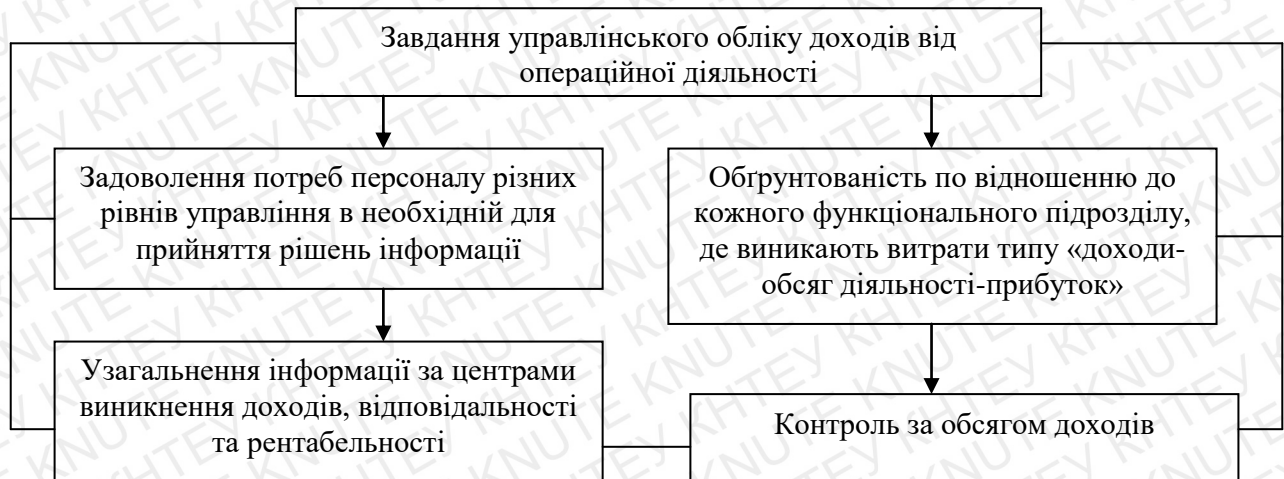 Завдання управлінського обліку доходів від
операційної діяльності
Задоволення потреб персоналу різних
рівнів управління в необхідній для
прийняття рішень інформації
Обґрунтованість по відношенню до
кожного функціонального підрозділу,
де виникають витрати типу «доходи-
обсяг діяльності-прибуток»
Узагальнення інформації за центрами
виникнення доходів, відповідальності
та рентабельності
Контроль за обсягом доходів